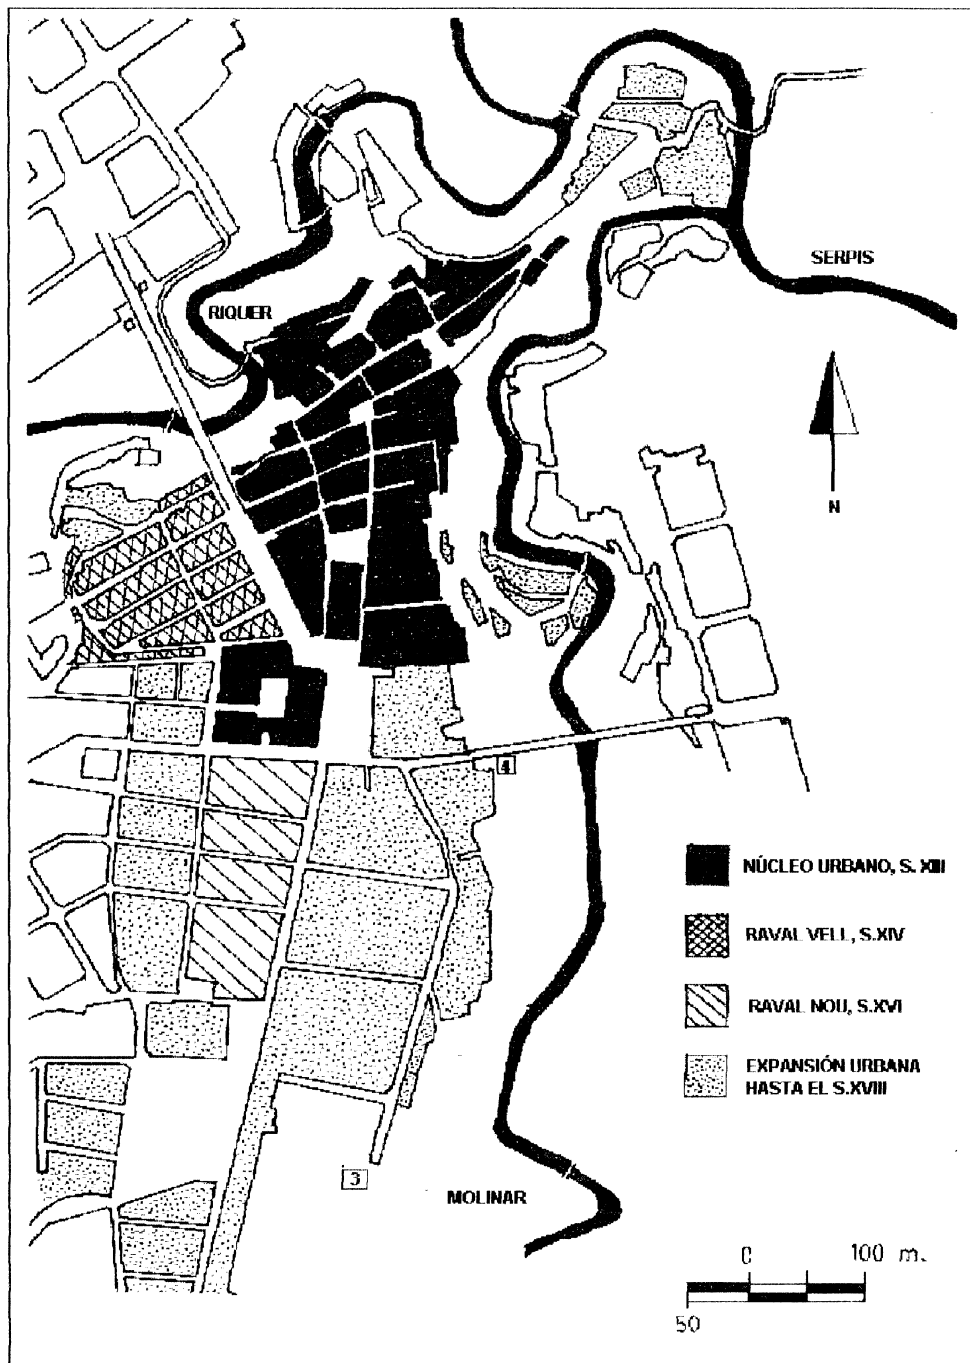 SERPIS
RIQUER
N
4
NÚCLEO URBANO, S. XIII
RAVAL VELL, S.XIV
RAVAL NOU, S.XVI
EXPANSIÓN URBANA
HASTA EL S.XVIII
3
MOLINAR
0 100 m.
50